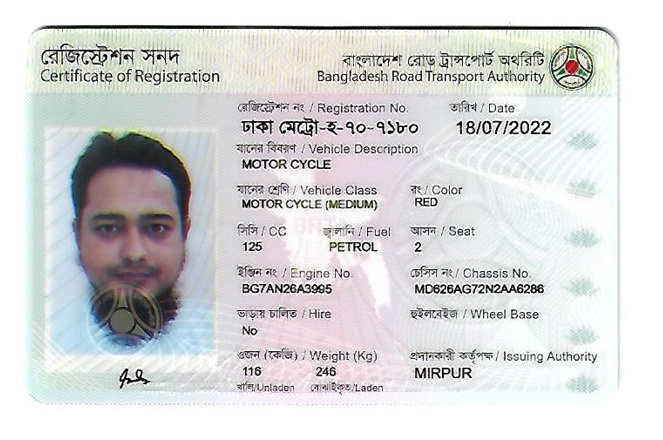 রেজিস্ট্রেশন সনদ
Certificate of Registration
বাংলাদেশ রোড ট্রান্সপোর্ট অথরিটি
Bangladesh Road Transport Authority
রেজিস্ট্রেশন নং / Registration No. তারিখ / Date
ঢাকা মেট্রো-হ-৭০-৭১৮০ 18/07/2022
যানের বিবরণ / Vehicle Description
MOTOR CYCLE
যানের শ্রেণি / Vehicle Class রং / Color
MOTOR CYCLE (MEDIUM) RED
সিসি / CC জ্বালানি / Fuel আসন / Seat
125 PETROL 2
ইঞ্জিন নং / Engine No. চেসিস নং / Chassis No.
BG7AN26A3995 MD626AG72N2AA6286
ভাড়ায় চালিত / Hire হুইলবেইজ / Wheel Base
No
ওজন (কেজি) / Weight (Kg) প্রদানকারী কর্তৃপক্ষ / Issuing Authority
116 246 MIRPUR
খালি/Unladen বোঝাইকৃত/Laden